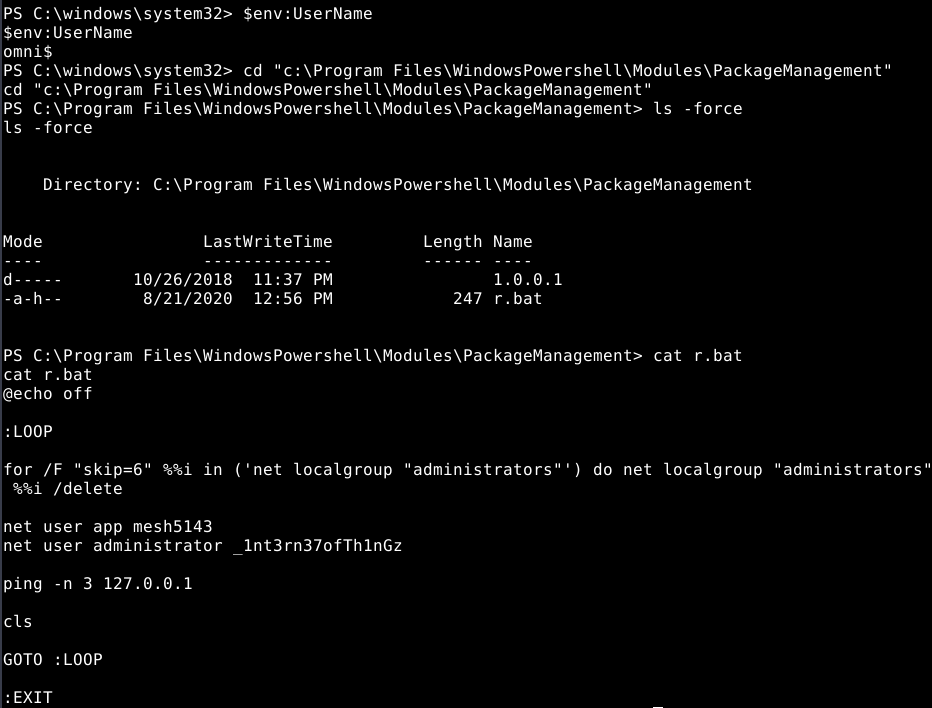 PS C:\windows\system32> $env:UserName
$env:UserName
omni$
PS C:\windows\system32> cd "c:\Program Files\WindowsPowershell\Modules\PackageManagement"
cd "c:\Program Files\WindowsPowershell\Modules\PackageManagement"
PS C:\Program Files\WindowsPowershell\Modules\PackageManagement> ls -force
ls -force
    Directory: C:\Program Files\WindowsPowershell\Modules\PackageManagement
Mode                LastWriteTime         Length Name
----                -------------         ------ ----
d-----       10/26/2018  11:37 PM                1.0.0.1
-a-h--        8/21/2020  12:56 PM            247 r.bat
PS C:\Program Files\WindowsPowershell\Modules\PackageManagement> cat r.bat
cat r.bat
@echo off
:LOOP
for /F "skip=6" %%i in ('net localgroup "administrators"') do net localgroup "administrators"
 %%i /delete
net user app mesh5143
net user administrator _1nt3rn37ofTh1nGz
ping -n 3 127.0.0.1
cls
GOTO :LOOP
:EXIT